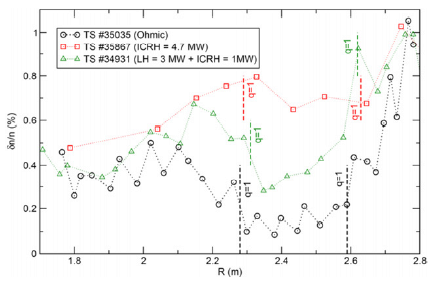 TS #35035 (Ohmic)
TS #35867 (ICRH = 4.7 MW)
TS #34931 (LH = 3 MW + ICRH = 1MW)
δn/n (%)
1
0.8
0.6
0.4
0.2
0
q=1
q=1
q=1
q=1
q=1
q=1
1.8
2
2.2
2.4
2.6
2.8
R (m)